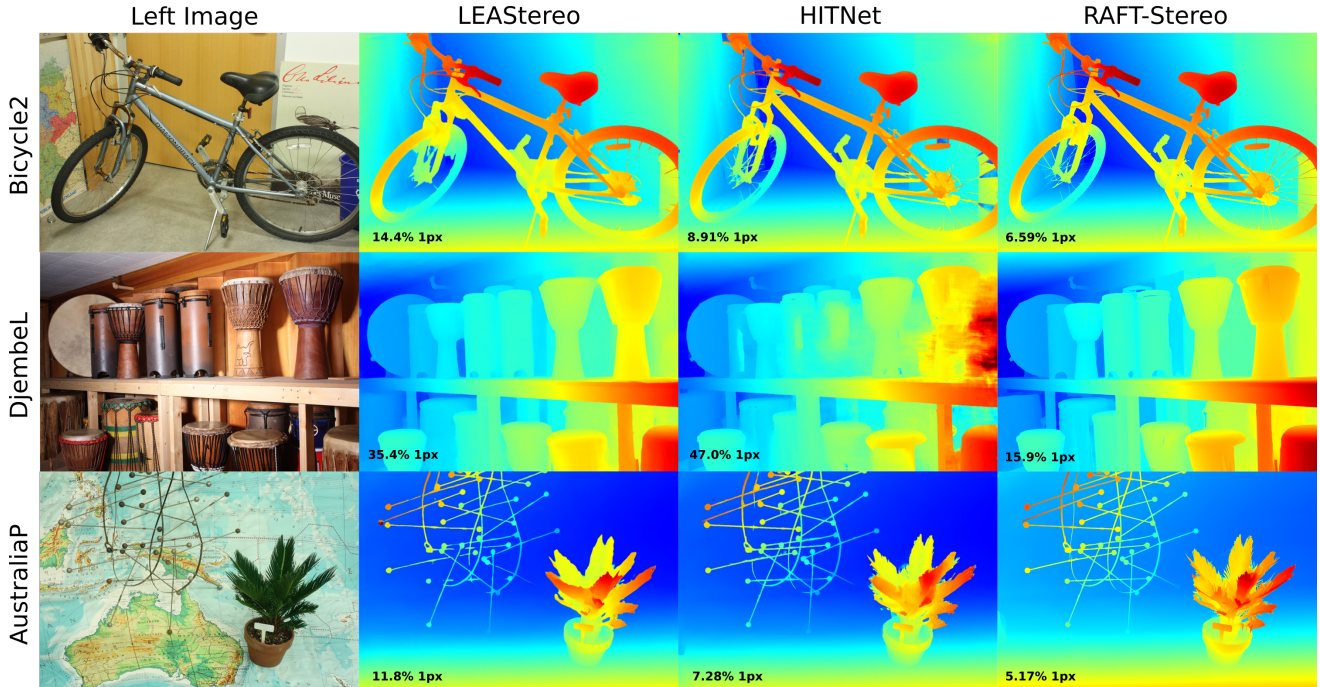 Left Image
LEAStereo
HITNet
RAFT-Stereo
Bicycle2
14.4% 1px
8.91% 1px
6.59% 1px
DjembeL
35.4% 1px
47.0% 1px
15.9% 1px
AustraliaP
11.8% 1px
7.28% 1px
5.17% 1px